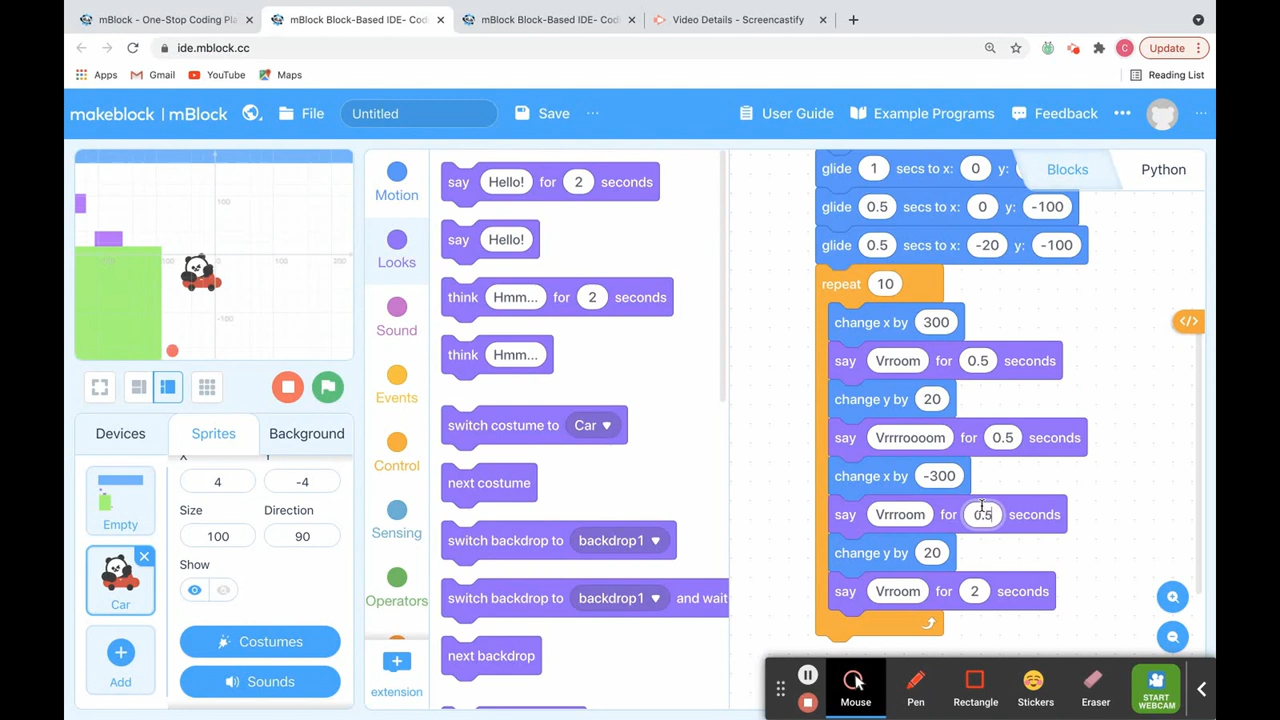 mBlock - One-Stop Coding Pla
mBlock Block-Based IDE- Codi
mBlock Block-Based IDE- Codi
Video Details - Screencastify
ide.mblock.cc
C
Update
Apps
Gmail
YouTube
Maps
Reading List
makeblock | mBlock
File
Untitled
Save
User Guide
Example Programs
Feedback
100
100
100
200
-100
Devices
Sprites
Background
4
-4
Size
Direction
100
90
Show
Empty
Car
Add
Costumes
Sounds
Motion
Looks
Sound
Events
Control
Sensing
Operators
extension
say Hello! for 2 seconds
say Hello!
think Hmm... for 2 seconds
think Hmm...
switch costume to Car
next costume
switch backdrop to backdrop1
switch backdrop to backdrop1 and wait
next backdrop
Blocks
Python
glide 1 secs to x: 0 y:
glide 0.5 secs to x: 0 y: -100
glide 0.5 secs to x: -20 y: -100
repeat 10
change x by 300
say Vrroom for 0.5 seconds
change y by 20
say Vrrrroooom for 0.5 seconds
change x by -300
say Vrrroom for 0.5 seconds
change y by 20
say Vrroom for 2 seconds
</>
Mouse
Pen
Rectangle
Stickers
Eraser
START
WEBCAM